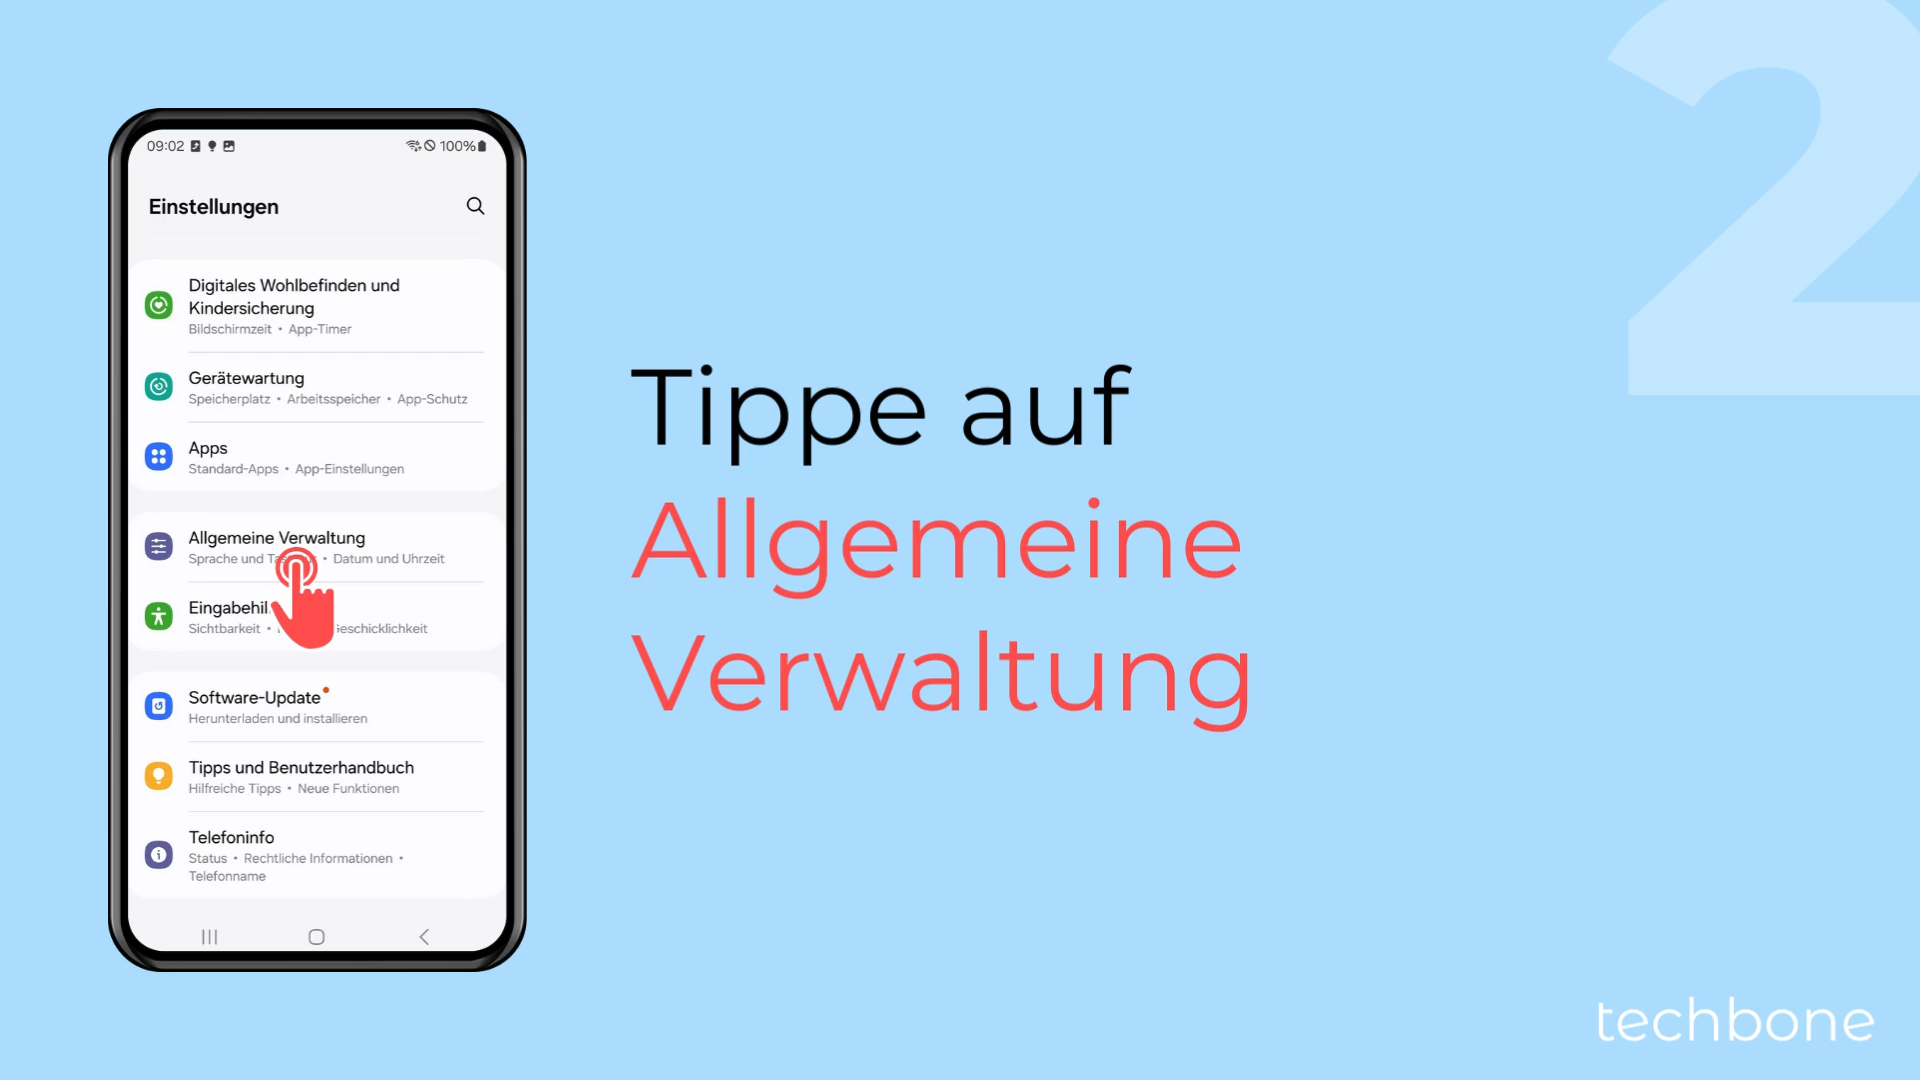 2
09:02
100%
Einstellungen
Digitales Wohlbefinden und
Kindersicherung
Bildschirmzeit • App-Timer
Gerätewartung
Speicherplatz • Arbeitsspeicher • App-Schutz
Apps
Standard-Apps • App-Einstellungen
Allgemeine Verwaltung
Sprache und • Datum und Uhrzeit
Sichtbarkeit •
Software-Update
Herunterladen und installieren
Tipps und Benutzerhandbuch
Hilfreiche Tipps • Neue Funktionen
Telefoninfo
Status • Rechtliche Informationen •
Telefonname
Tippe auf
Allgemeine
Verwaltung
techbone